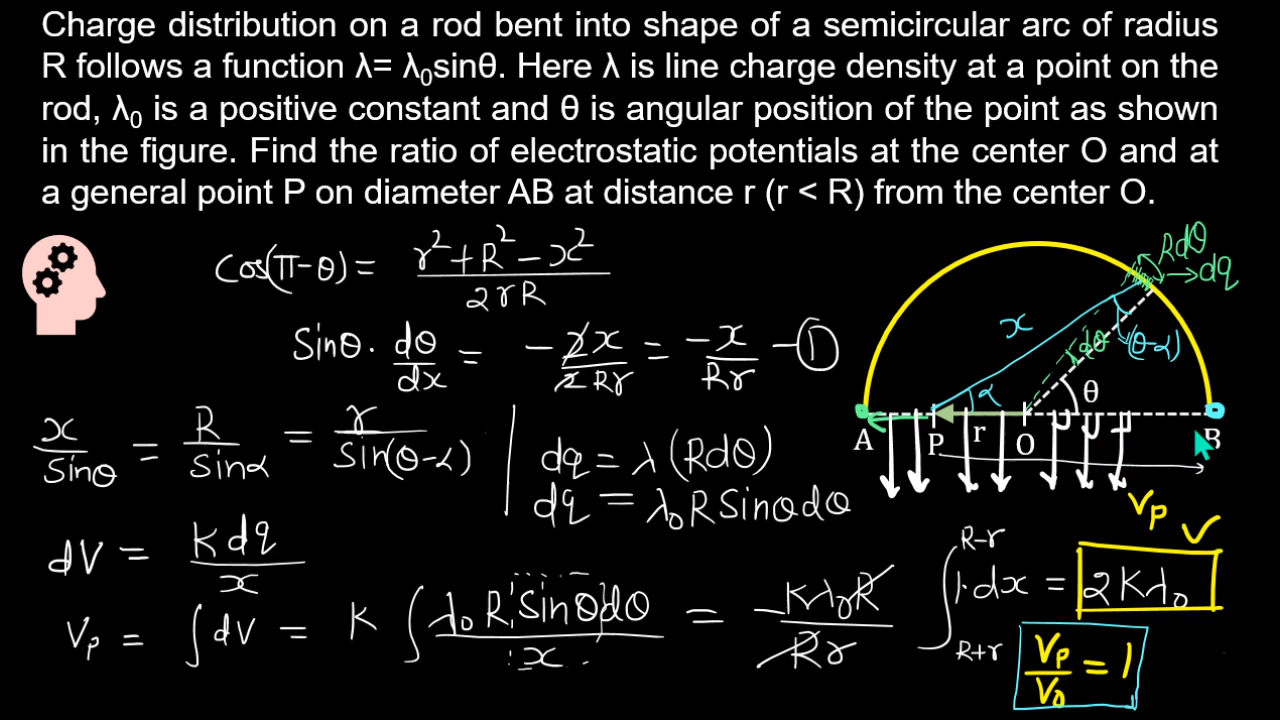 Charge distribution on a rod bent into shape of a semicircular arc of radius
R follows a function λ= λ₀sinθ. Here λ is line charge density at a point on the
rod, λ₀ is a positive constant and θ is angular position of the point as shown
in the figure. Find the ratio of electrostatic potentials at the center O and at
a general point P on diameter AB at distance r (r < R) from the center O.
Cos(π-θ) = (r²+R²-x²)/(2rR)
Sinθ · dθ/dx = -2x/2Rr = -x/Rr -①
x/Sinθ = R/Sinα = r/Sin(θ-α)
dq = λ(Rdθ)
dq = λ₀RSinθdθ
dV = Kdq/x
Vₚ = ∫dV = K ∫ λ₀RSinθdθ/x = -Kλ₀R/Rr ∫_{R+r}^{R-r} 1·dx = 2Kλ₀
Vₚ/V₀ = 1
Rdθ
→dq
x
rdθ
(θ-α)
α
θ
A
P
r
O
B
Vₚ ✓